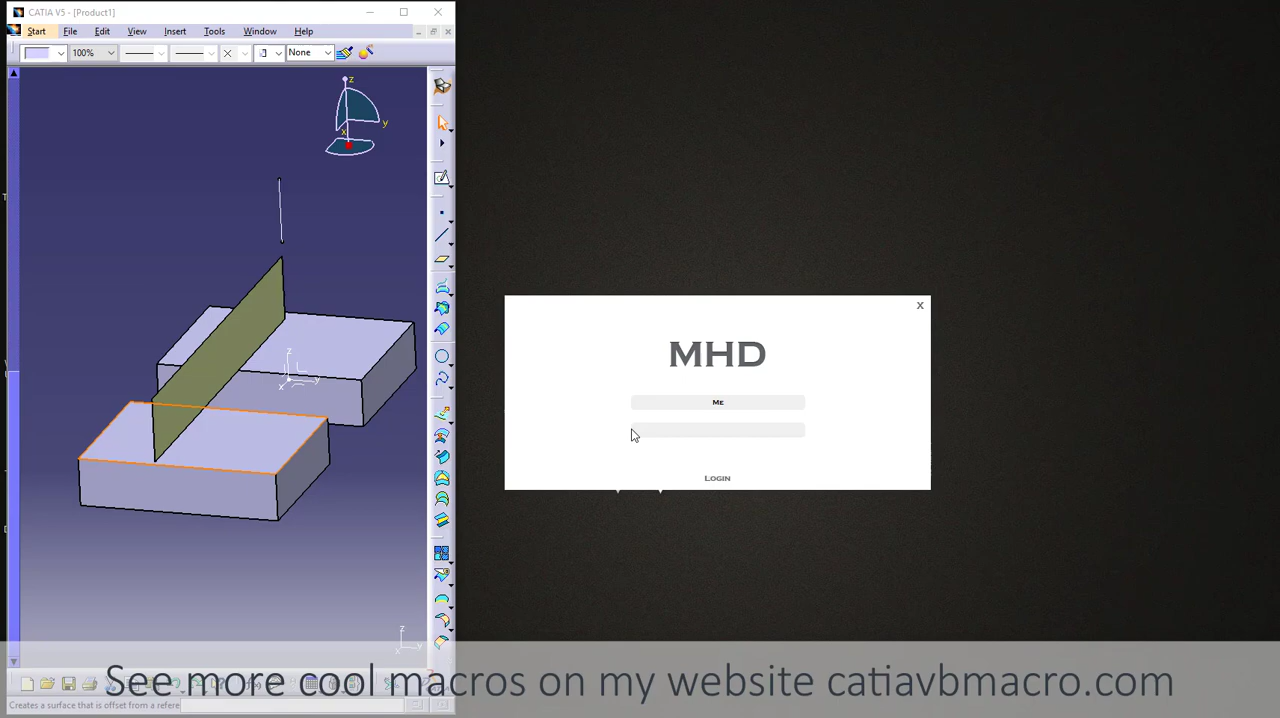 CATIA V5 - [Product1]
Start File Edit View Insert Tools Window Help
100% None
z
y
x
z
y
x
X
MHD
Me
Login
z
y
x
See more cool macros on my website catiavbmacro.com
Creates a surface that is offset from a refere